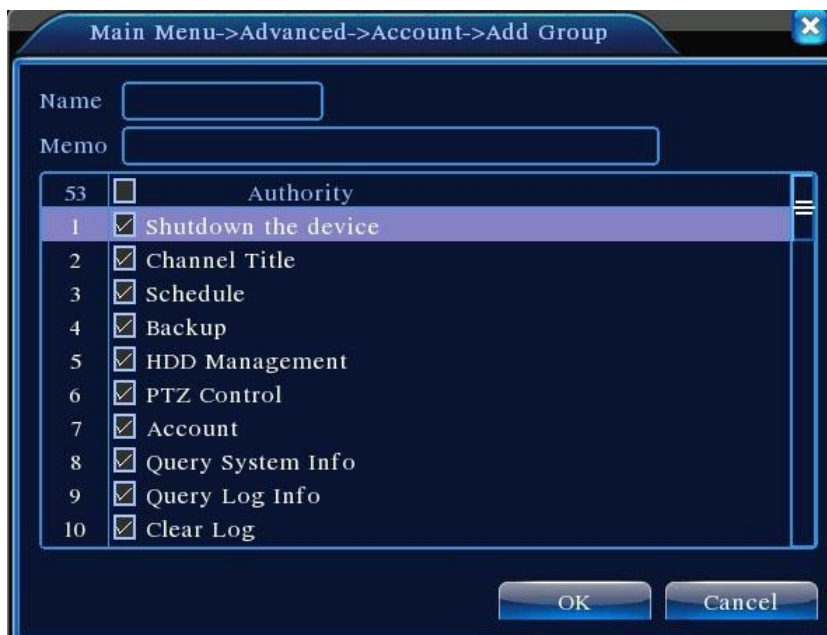 Main Menu->Advanced->Account->Add Group
Name
Memo
53 Authority
1 Shutdown the device
2 Channel Title
3 Schedule
4 Backup
5 HDD Management
6 PTZ Control
7 Account
8 Query System Info
9 Query Log Info
10 Clear Log
OK Cancel